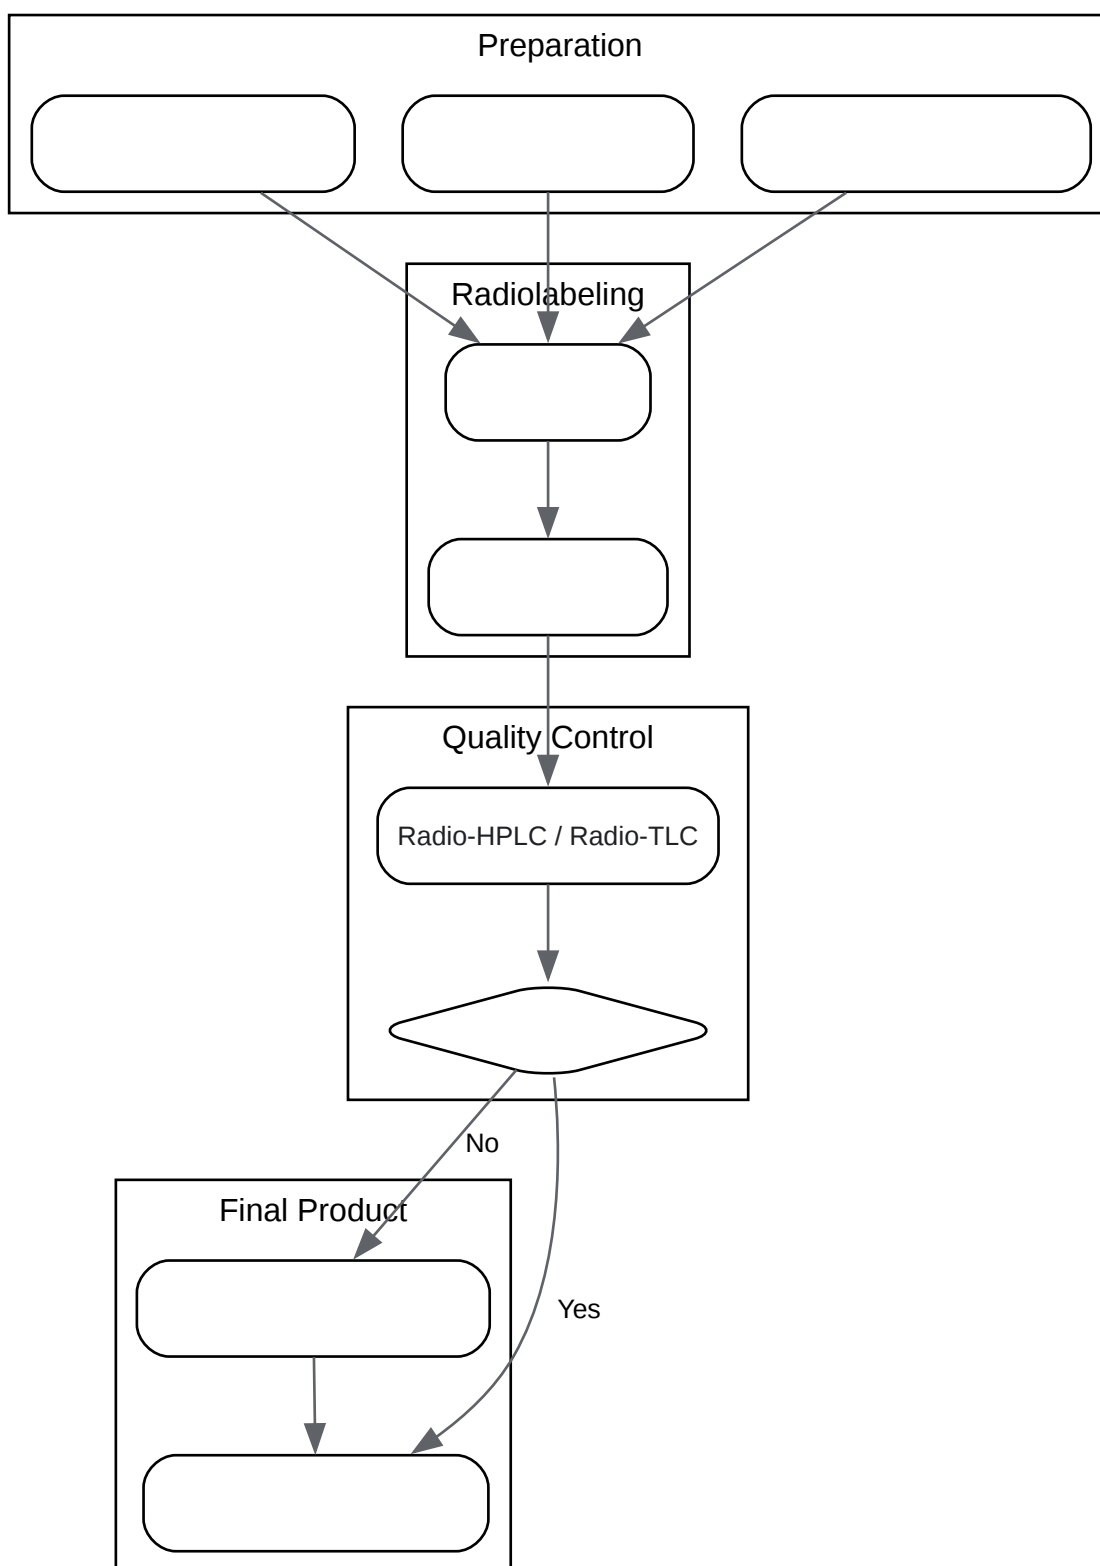 Preparation
Radiolabeling
Quality Control
Radio-HPLC / Radio-TLC
No
Final Product
Yes